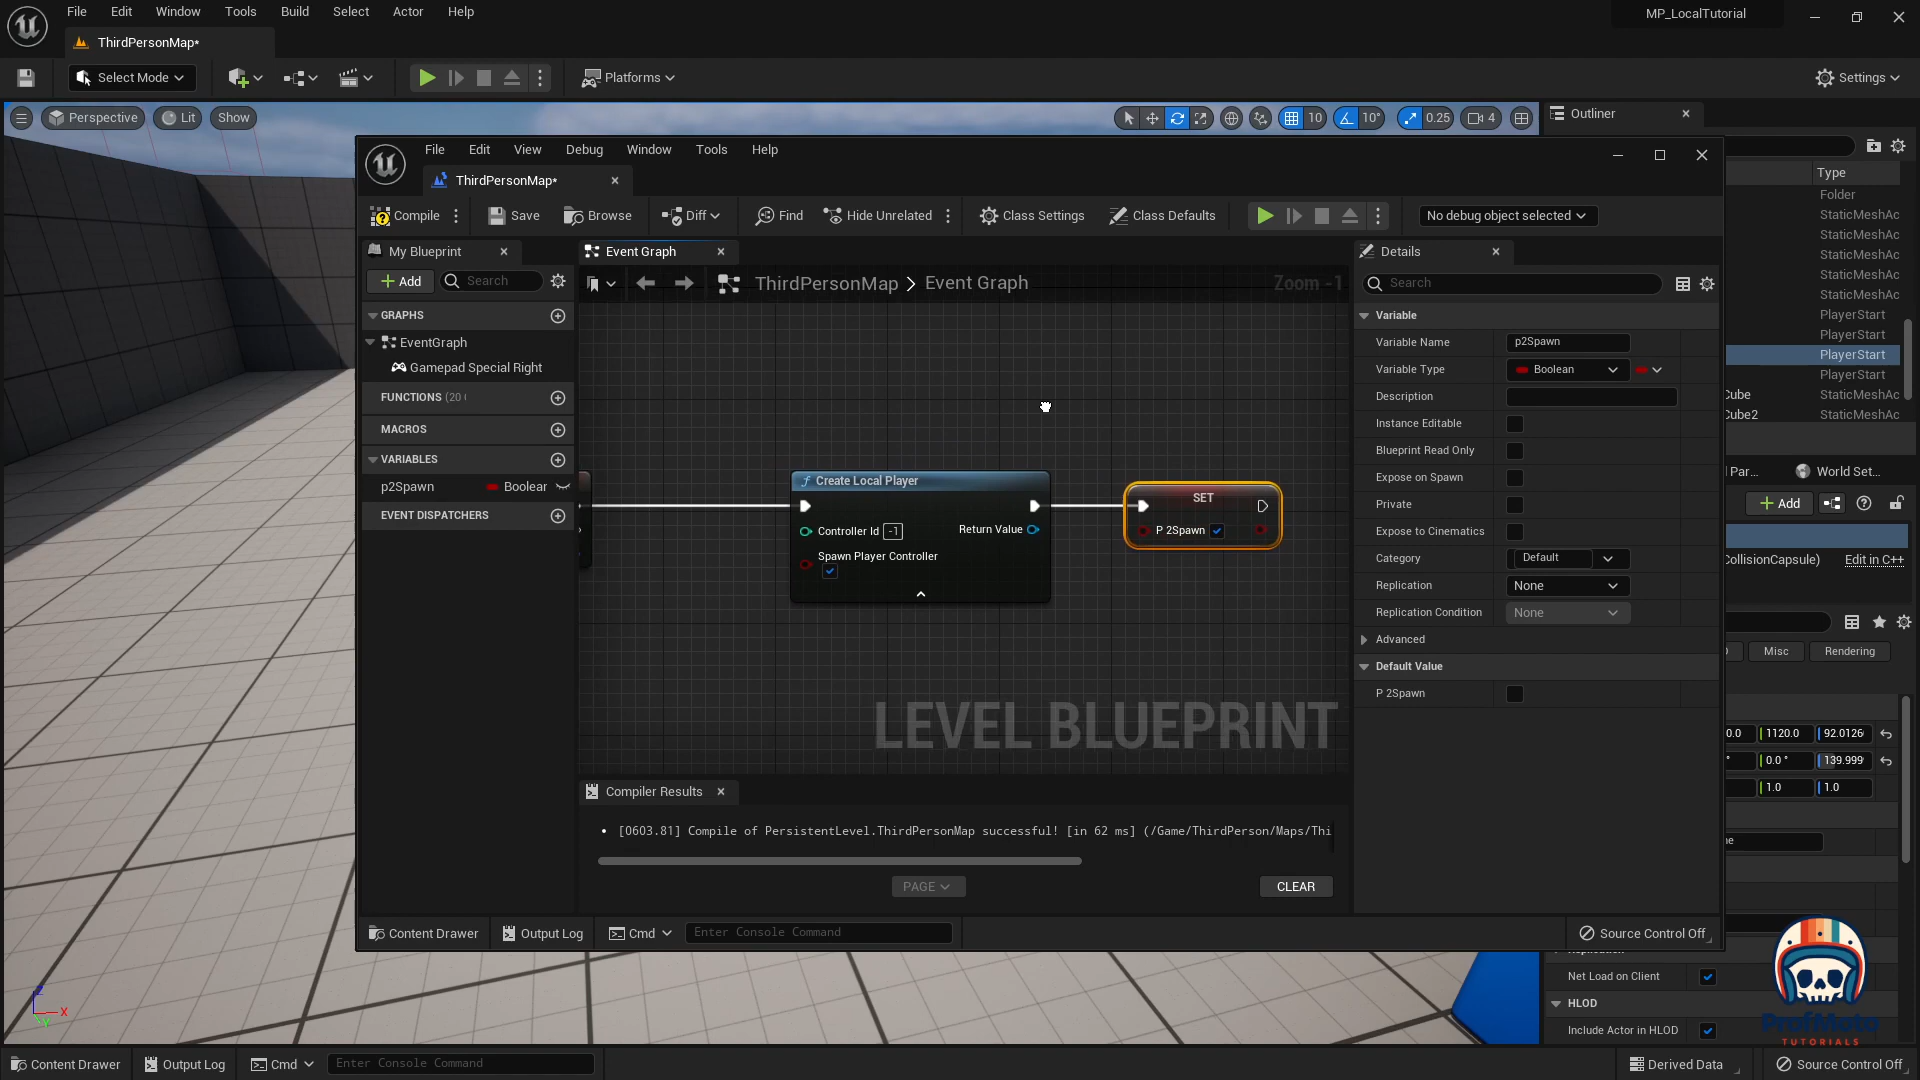 File Edit Window Tools Build Select Actor Help
MP_LocalTutorial
ThirdPersonMap*
Select Mode
Platforms
Settings
Perspective Lit Show
10 10° 0.25 4
Outliner
File Edit View Debug Window Tools Help
ThirdPersonMap*
Compile Save Browse Diff Find Hide Unrelated Class Settings Class Defaults No debug object selected
My Blueprint
Event Graph
Details
Add Search
ThirdPersonMap > Event Graph
Zoom -1
Search
GRAPHS
EventGraph
Gamepad Special Right
FUNCTIONS (20
MACROS
VARIABLES
p2Spawn Boolear
EVENT DISPATCHERS
Create Local Player
Controller Id -1
Return Value
Spawn Player Controller
SET
P 2Spawn
LEVEL BLUEPRINT
Variable
Variable Name p2Spawn
Variable Type Boolean
Description
Instance Editable
Blueprint Read Only
Expose on Spawn
Private
Expose to Cinematics
Category Default
Replication None
Replication Condition None
Advanced
Default Value
P 2Spawn
Compiler Results
• [0603.81] Compile of PersistentLevel.ThirdPersonMap successful! [in 62 ms] (/Game/ThirdPerson/Maps/Thi
PAGE
CLEAR
Content Drawer Output Log Cmd Enter Console Command
Source Control Off
Type
Folder
StaticMeshAc
StaticMeshAc
StaticMeshAc
StaticMeshAc
StaticMeshAc
PlayerStart
PlayerStart
PlayerStart
PlayerStart
Cube StaticMeshAc
Cube2 StaticMeshAc
Par... World Set...
Add
CollisionCapsule) Edit in C++
Misc Rendering
0.0 1120.0 92.0126
° 0.0 ° 139.999
1.0 1.0
Net Load on Client
HLOD
Include Actor in HLOD
ProfMeta
TUTORIALS
Z X Y
Content Drawer Output Log Cmd Enter Console Command
Derived Data Source Control Off